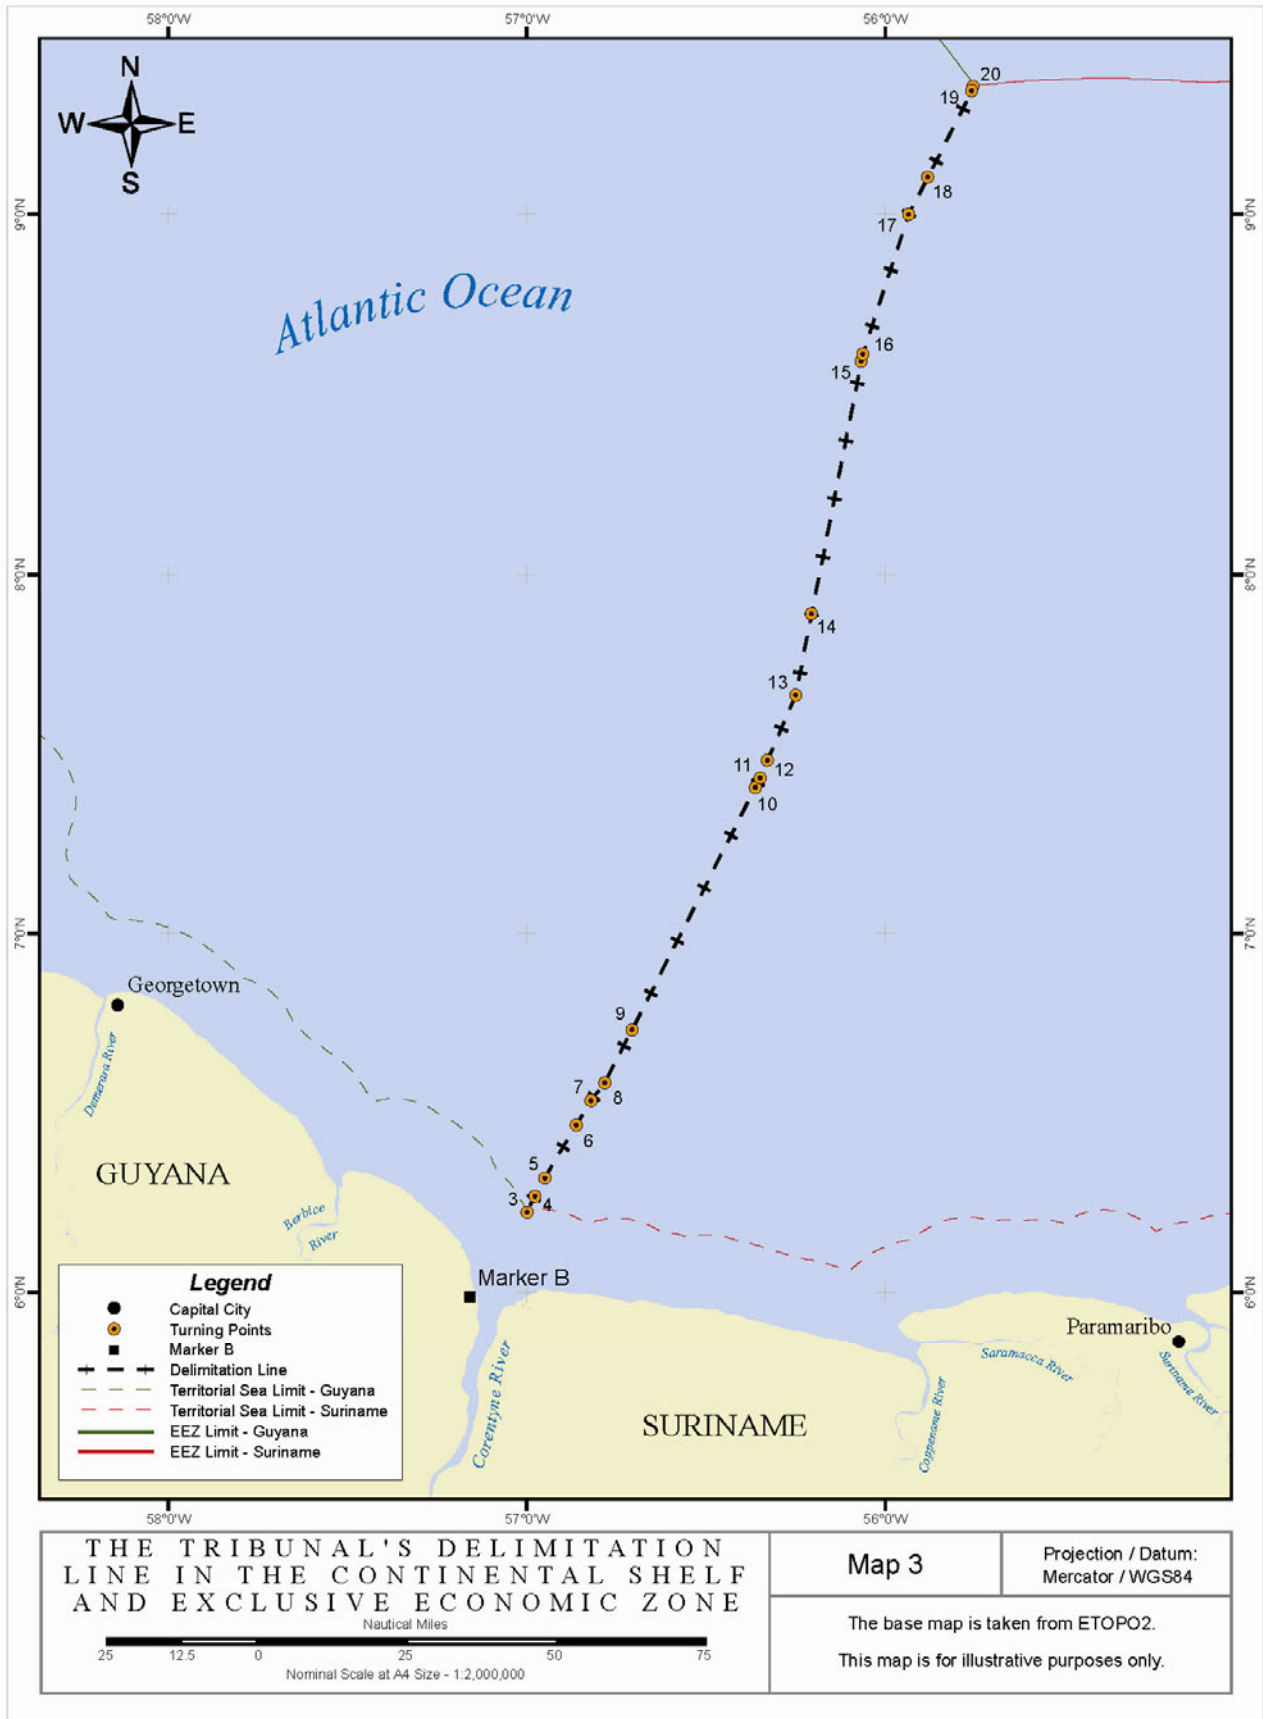 58°0'W 57°0'W 56°0'W
N
W E
S
20
19
18
9°0'N 17 9°0'N
Atlantic Ocean
16
15
8°0'N 8°0'N
14
13
11 12
10
7°0'N 7°0'N
Georgetown
9
Demerara River
7 8
6
GUYANA
5
3 4
Berbice
River
6°0'N Marker B 6°0'N
Legend
Capital City
Turning Points
Marker B
Delimitation Line
Territorial Sea Limit - Guyana
Territorial Sea Limit - Suriname
EEZ Limit - Guyana
EEZ Limit - Suriname
Corentyne River
SURINAME
Paramaribo
Saramacca River
Coppename River
Suriname River
58°0'W 57°0'W 56°0'W
THE TRIBUNAL'S DELIMITATION
LINE IN THE CONTINENTAL SHELF
AND EXCLUSIVE ECONOMIC ZONE
Nautical Miles
25 12.5 0 25 50 75
Nominal Scale at A4 Size - 1:2,000,000
Map 3
Projection / Datum:
Mercator / WGS84
The base map is taken from ETOPO2.
This map is for illustrative purposes only.